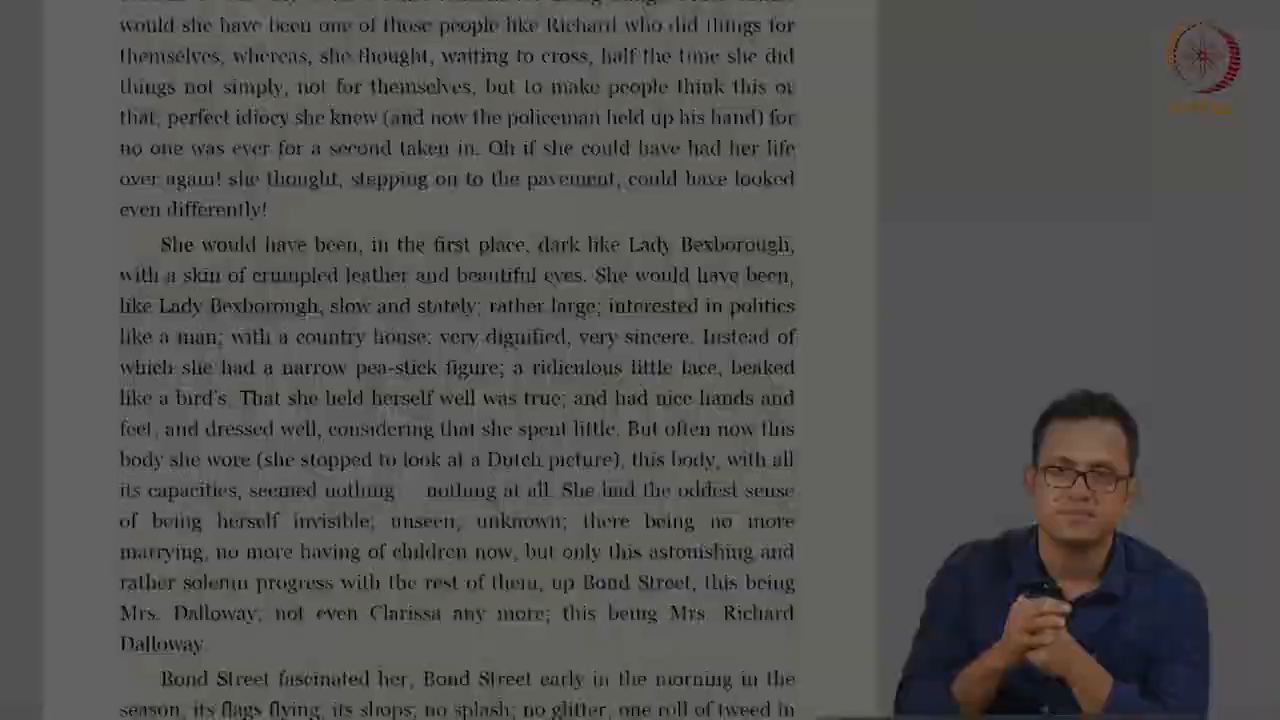 would she have been one of those people like Richard who did things for
themselves, whereas, she thought, waiting to cross, half the time she did
things not simply, not for themselves, but to make people think this or
that; perfect idiocy she knew (and now the policeman held up his hand) for
no one was ever for a second taken in. Oh if she could have had her life
over again! she thought, stepping on to the pavement, could have looked
even differently!
She would have been, in the first place, dark like Lady Bexborough,
with a skin of crumpled leather and beautiful eyes. She would have been,
like Lady Bexborough, slow and stately; rather large; interested in politics
like a man; with a country house; very dignified, very sincere. Instead of
which she had a narrow pea-stick figure; a ridiculous little face, beaked
like a bird's. That she held herself well was true; and had nice hands and
feet; and dressed well, considering that she spent little. But often now this
body she wore (she stopped to look at a Dutch picture), this body, with all
its capacities, seemed nothing nothing at all. She had the oddest sense
of being herself invisible; unseen; unknown; there being no more
marrying, no more having of children now, but only this astonishing and
rather solemn progress with the rest of them, up Bond Street, this being
Mrs. Dalloway; not even Clarissa any more; this being Mrs. Richard
Dalloway.
Bond Street fascinated her; Bond Street early in the morning in the
season; its flags flying; its shops; no splash; no glitter; one roll of tweed in